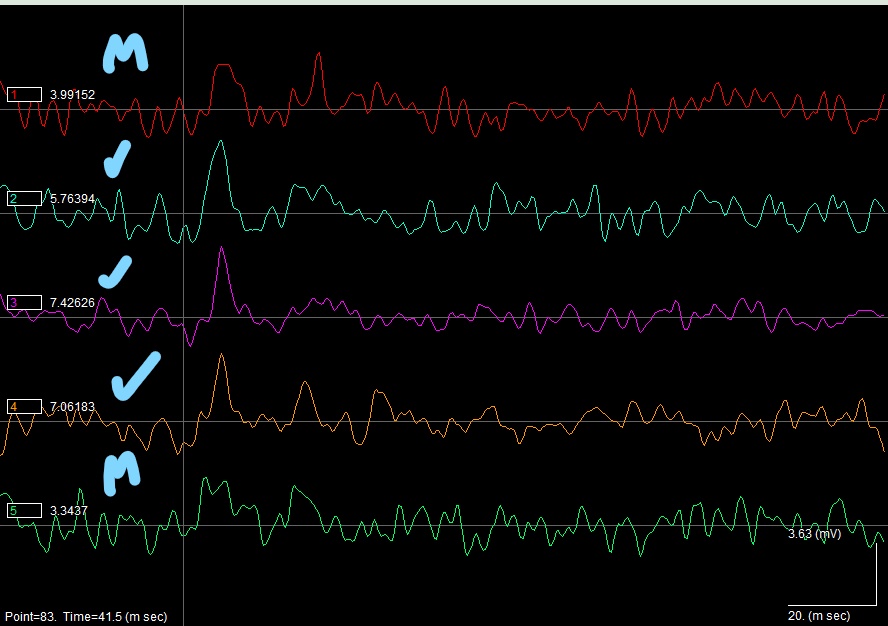 M
1 3.99152
2 5.76394
3 7.42626
4 7.06183
M
5 3.3437
3.63 (mV)
Point=83. Time=41.5 (m sec)
20. (m sec)